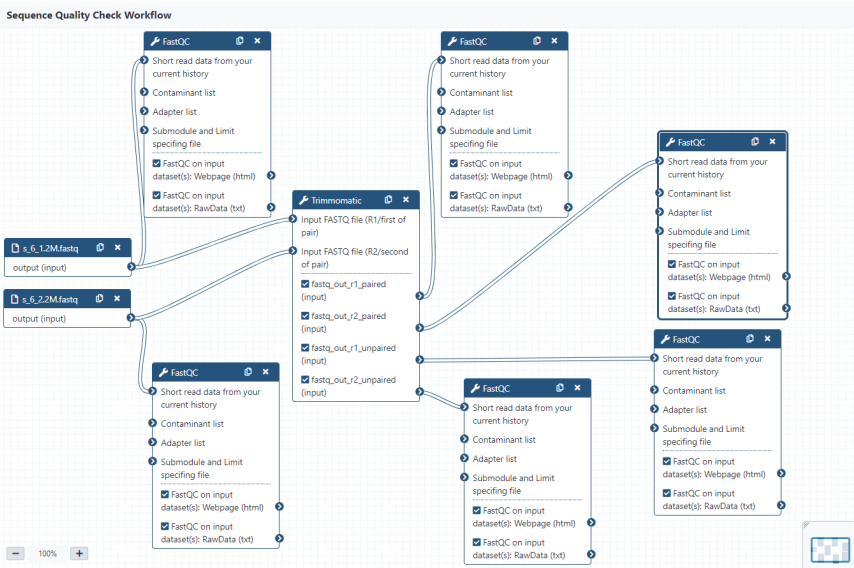 Sequence Quality Check Workflow
FastQC
Short read data from your
current history
Contaminant list
Adapter list
Submodule and Limit
specifing file
FastQC on input
dataset(s): Webpage (html)
FastQC on input
dataset(s): RawData (txt)
FastQC
Short read data from your
current history
Contaminant list
Adapter list
Submodule and Limit
specifing file
FastQC on input
dataset(s): Webpage (html)
FastQC on input
dataset(s): RawData (txt)
FastQC
Short read data from your
current history
Contaminant list
Adapter list
Submodule and Limit
specifing file
FastQC on input
dataset(s): Webpage (html)
FastQC on input
dataset(s): RawData (txt)
Trimmomatic
Input FASTQ file (R1/first of
pair)
Input FASTQ file (R2/second
of pair)
fastq_out_r1_paired
(input)
fastq_out_r2_paired
(input)
fastq_out_r1_unpaired
(input)
fastq_out_r2_unpaired
(input)
s_6_1.2M.fastq
output (input)
s_6_2.2M.fastq
output (input)
FastQC
Short read data from your
current history
Contaminant list
Adapter list
Submodule and Limit
specifing file
FastQC on input
dataset(s): Webpage (html)
FastQC on input
dataset(s): RawData (txt)
FastQC
Short read data from your
current history
Contaminant list
Adapter list
Submodule and Limit
specifing file
FastQC on input
dataset(s): Webpage (html)
FastQC on input
dataset(s): RawData (txt)
FastQC
Short read data from your
current history
Contaminant list
Adapter list
Submodule and Limit
specifing file
FastQC on input
dataset(s): Webpage (html)
FastQC on input
dataset(s): RawData (txt)
100%